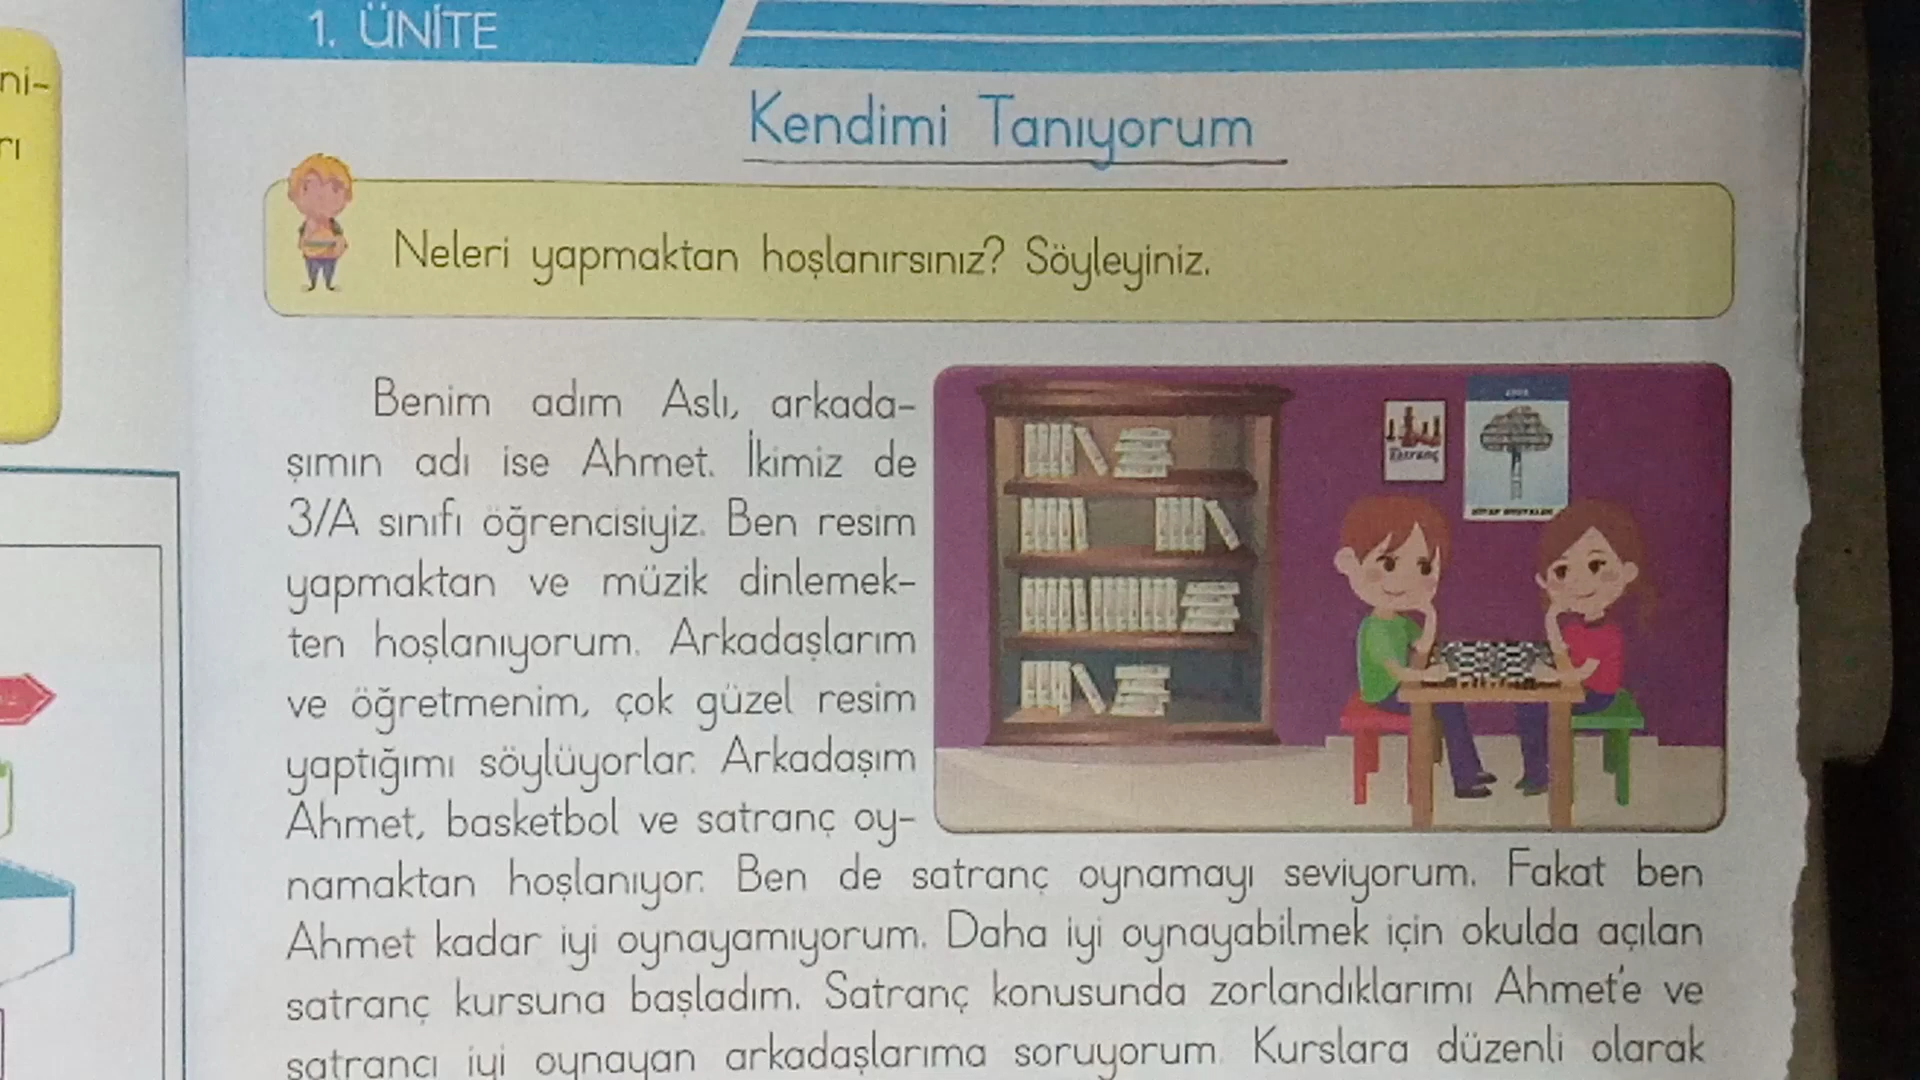 ni-
rı
1. ÜNİTE
Kendimi Tanıyorum
Neleri yapmaktan hoşlanırsınız? Söyleyiniz.
Benim adım Aslı, arkada-
şımın adı ise Ahmet. İkimiz de
3/A sınıfı öğrencisiyiz. Ben resim
yapmaktan ve müzik dinlemek-
ten hoşlanıyorum. Arkadaşlarım
ve öğretmenim, çok güzel resim
yaptığımı söylüyorlar. Arkadaşım
Ahmet, basketbol ve satranç oy-
namaktan hoşlanıyor. Ben de satranç oynamayı seviyorum. Fakat ben
Ahmet kadar iyi oynayamıyorum. Daha iyi oynayabilmek için okulda açılan
satranç kursuna başladım. Satranç konusunda zorlandıklarımı Ahmet'e ve
satrancı iyi oynayan arkadaşlarıma soruyorum. Kurslara düzenli olarak
Satranç